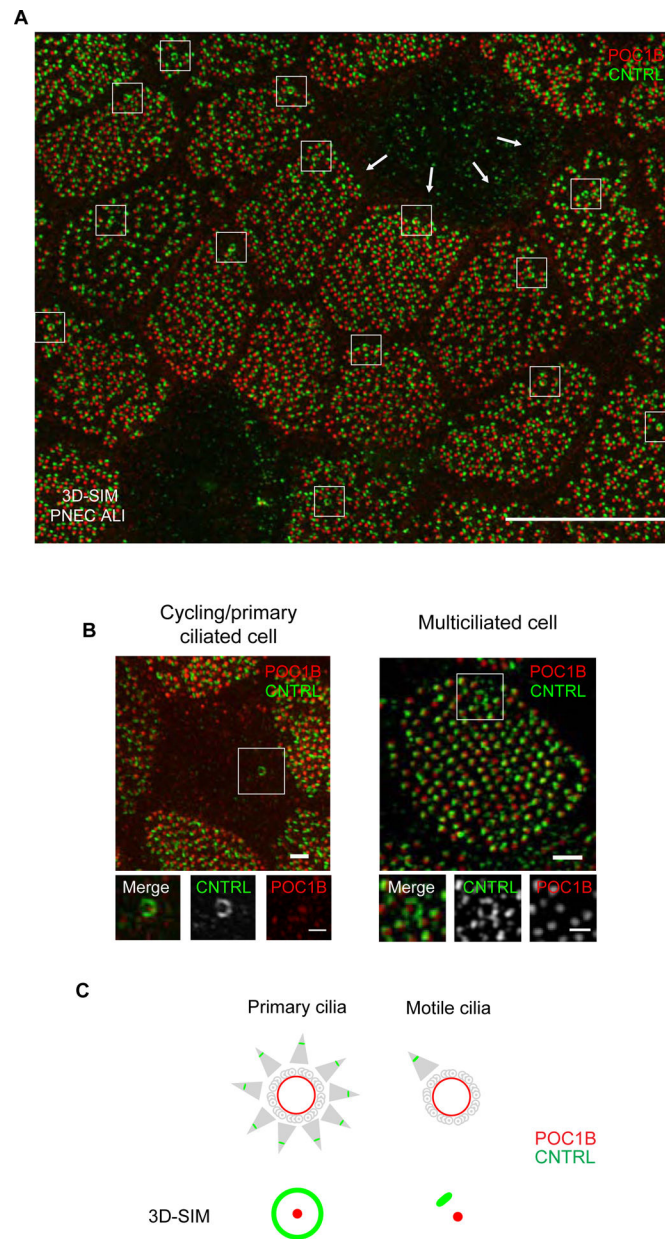 A
POC1B
CNTRL
3D-SIM
PNEC ALI
B
Cycling/primary
ciliated cell
Multiciliated cell
POC1B
CNTRL
POC1B
CNTRL
Merge
CNTRL
POC1B
Merge
CNTRL
POC1B
C
Primary cilia
Motile cilia
POC1B
CNTRL
3D-SIM